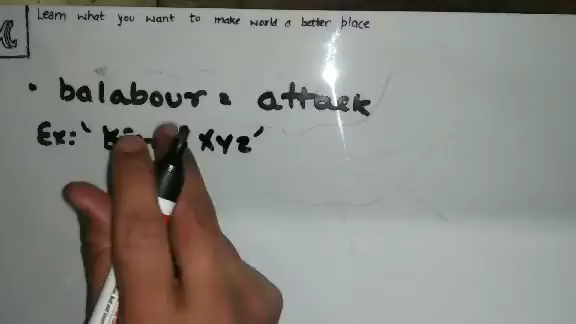 Learn what you want to make world a better place
• balabour = attack
Ex: ' XYZ'